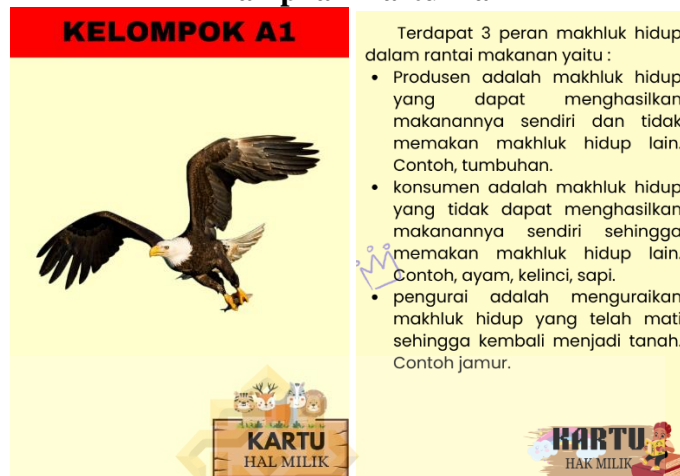 KELOMPOK A1
KARTU
HAL MILIK
Terdapat 3 peran makhluk hidup
dalam rantai makanan yaitu :
• Produsen adalah makhluk hidup
yang dapat menghasilkan
makanannya sendiri dan tidak
memakan makhluk hidup lain.
Contoh, tumbuhan.
• konsumen adalah makhluk hidup
yang tidak dapat menghasilkan
makanannya sendiri sehingga
memakan makhluk hidup lain.
Contoh, ayam, kelinci, sapi.
• pengurai adalah menguraikan
makhluk hidup yang telah mati
sehingga kembali menjadi tanah.
Contoh jamur.
KARTU
HAK MILIK